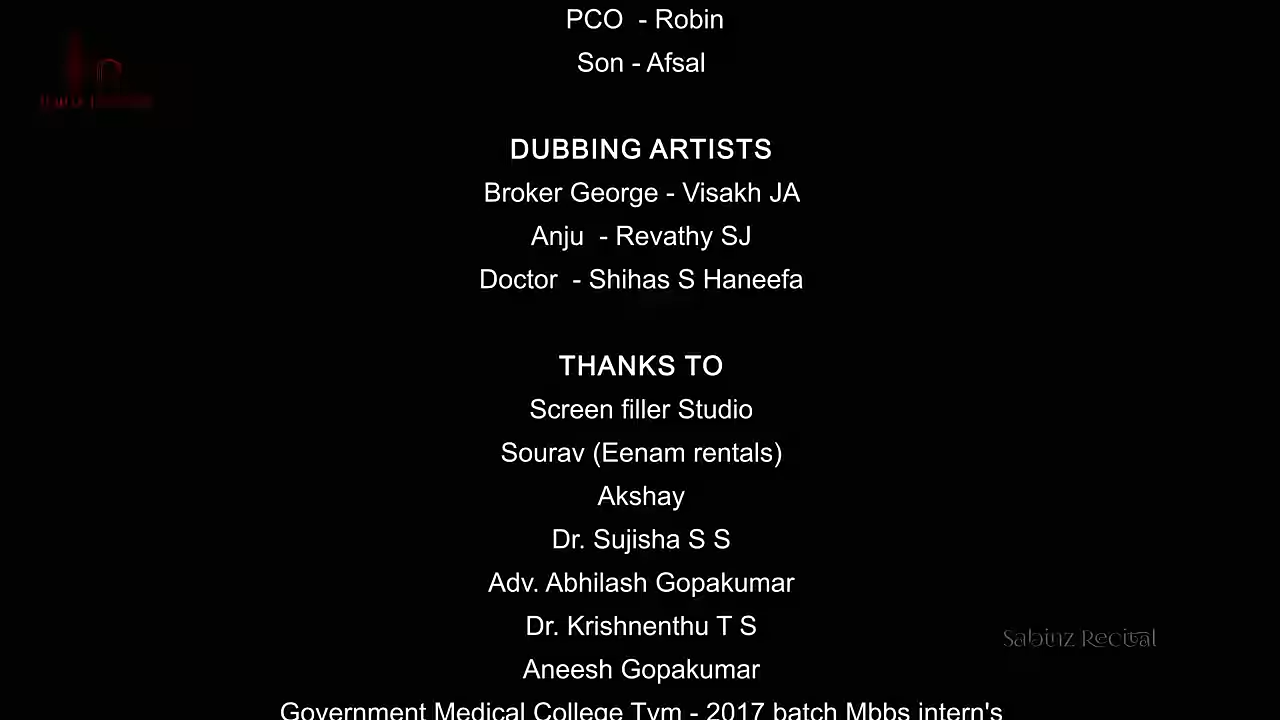 PCO - Robin
Son - Afsal
DUBBING ARTISTS
Broker George - Visakh JA
Anju - Revathy SJ
Doctor - Shihas S Haneefa
THANKS TO
Screen filler Studio
Sourav (Eenam rentals)
Akshay
Dr. Sujisha S S
Adv. Abhilash Gopakumar
Dr. Krishnenthu T S
Aneesh Gopakumar
Sabinz Recital
Government Medical College Tvm - 2017 batch Mbbs intern's